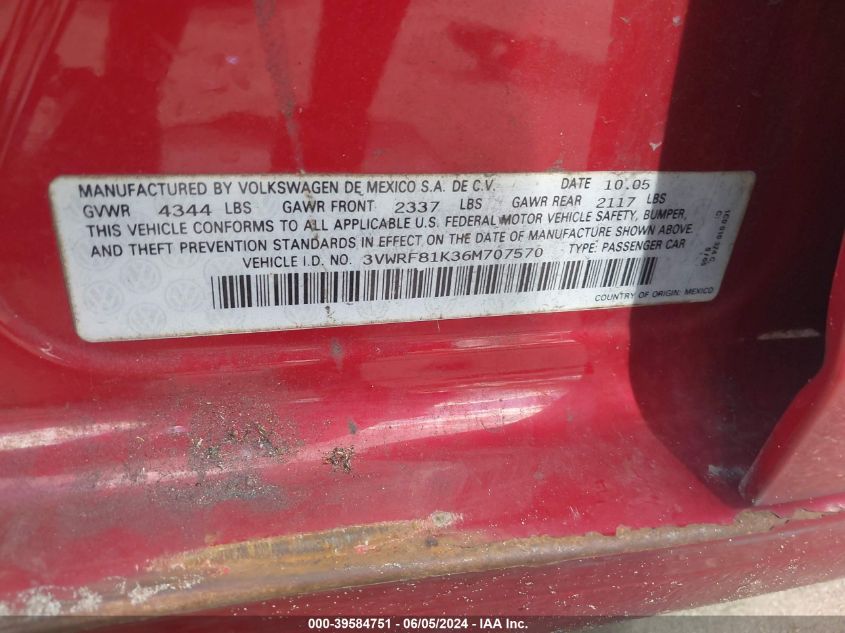 MANUFACTURED BY VOLKSWAGEN DE MEXICO S.A. DE C.V. DATE 10.05
GVWR 4344 LBS GAWR FRONT 2337 LBS GAWR REAR 2117 LBS
THIS VEHICLE CONFORMS TO ALL APPLICABLE U.S. FEDERAL MOTOR VEHICLE SAFETY, BUMPER,
AND THEFT PREVENTION STANDARDS IN EFFECT ON THE DATE OF MANUFACTURE SHOWN ABOVE.
VEHICLE I.D. NO. 3VWRF81K36M707570 TYPE: PASSENGER CAR
COUNTRY OF ORIGIN: MEXICO
000-39584751 - 06/05/2024 - IAA Inc.